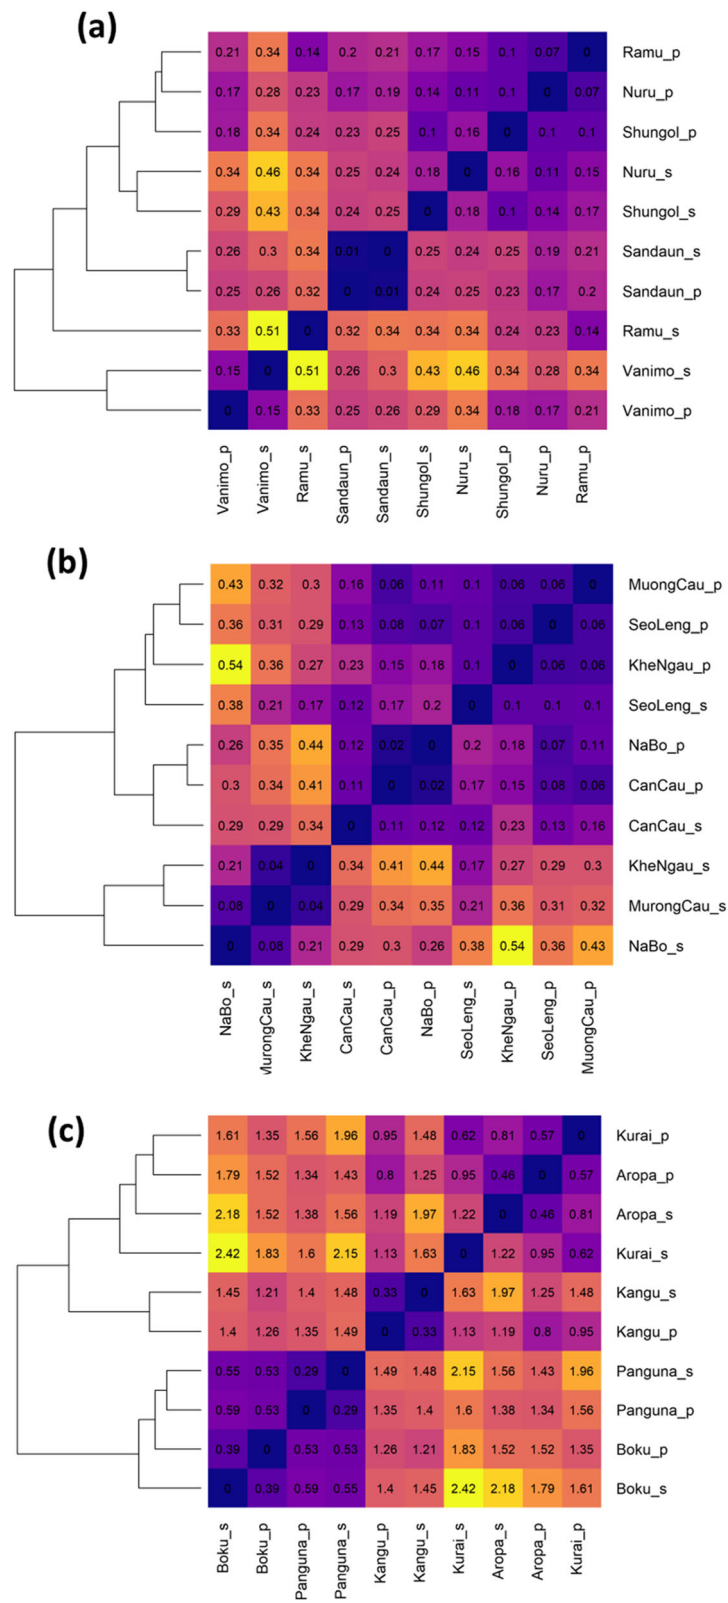 (a)
0.21 0.34 0.14 0.2 0.21 0.17 0.15 0.1 0.07 0 Ramu_p
0.17 0.28 0.23 0.17 0.19 0.14 0.11 0.1 0 0.07 Nuru_p
0.18 0.34 0.24 0.23 0.25 0.1 0.16 0 0.1 0.1 Shungol_p
0.34 0.46 0.34 0.25 0.24 0.18 0 0.16 0.11 0.15 Nuru_s
0.29 0.43 0.34 0.24 0.25 0 0.18 0.1 0.14 0.17 Shungol_s
0.26 0.3 0.34 0.01 0 0.25 0.24 0.25 0.19 0.21 Sandaun_s
0.25 0.26 0.32 0 0.01 0.24 0.25 0.23 0.17 0.2 Sandaun_p
0.33 0.51 0 0.32 0.34 0.34 0.34 0.24 0.23 0.14 Ramu_s
0.15 0 0.51 0.26 0.3 0.43 0.46 0.34 0.28 0.34 Vanimo_s
0 0.15 0.33 0.25 0.26 0.29 0.34 0.18 0.17 0.21 Vanimo_p
Vanimo_p Vanimo_s Ramu_s Sandaun_p Sandaun_s Shungol_s Nuru_s Shungol_p Nuru_p Ramu_p
(b)
0.43 0.32 0.3 0.16 0.06 0.11 0.1 0.06 0.06 0 MuongCau_p
0.36 0.31 0.29 0.13 0.08 0.07 0.1 0.06 0 0.06 SeoLeng_p
0.54 0.36 0.27 0.23 0.15 0.18 0.1 0 0.06 0.06 KheNgau_p
0.38 0.21 0.17 0.12 0.17 0.2 0 0.1 0.1 0.1 SeoLeng_s
0.26 0.35 0.44 0.12 0.02 0 0.2 0.18 0.07 0.11 NaBo_p
0.3 0.34 0.41 0.11 0 0.02 0.17 0.15 0.08 0.06 CanCau_p
0.29 0.29 0.34 0 0.11 0.12 0.12 0.23 0.13 0.16 CanCau_s
0.21 0.04 0 0.34 0.41 0.44 0.17 0.27 0.29 0.3 KheNgau_s
0.08 0 0.04 0.29 0.34 0.35 0.21 0.36 0.31 0.32 MurongCau_s
0 0.08 0.21 0.29 0.3 0.26 0.38 0.54 0.36 0.43 NaBo_s
NaBo_s MurongCau_s KheNgau_s CanCau_s CanCau_p NaBo_p SeoLeng_s KheNgau_p SeoLeng_p MuongCau_p
(c)
1.61 1.35 1.56 1.96 0.95 1.48 0.62 0.81 0.57 0 Kurai_p
1.79 1.52 1.34 1.43 0.8 1.25 0.95 0.46 0 0.57 Aropa_p
2.18 1.52 1.38 1.56 1.19 1.97 1.22 0 0.46 0.81 Aropa_s
2.42 1.83 1.6 2.15 1.13 1.63 0 1.22 0.95 0.62 Kurai_s
1.45 1.21 1.4 1.48 0.33 0 1.63 1.97 1.25 1.48 Kangu_s
1.4 1.26 1.35 1.49 0 0.33 1.13 1.19 0.8 0.95 Kangu_p
0.55 0.53 0.29 0 1.49 1.48 2.15 1.56 1.43 1.96 Panguna_s
0.59 0.53 0 0.29 1.35 1.4 1.6 1.38 1.34 1.56 Panguna_p
0.39 0 0.53 0.53 1.26 1.21 1.83 1.52 1.52 1.35 Boku_p
0 0.39 0.59 0.55 1.4 1.45 2.42 2.18 1.79 1.61 Boku_s
Boku_s Boku_p Panguna_p Panguna_s Kangu_p Kangu_s Kurai_s Aropa_s Aropa_p Kurai_p